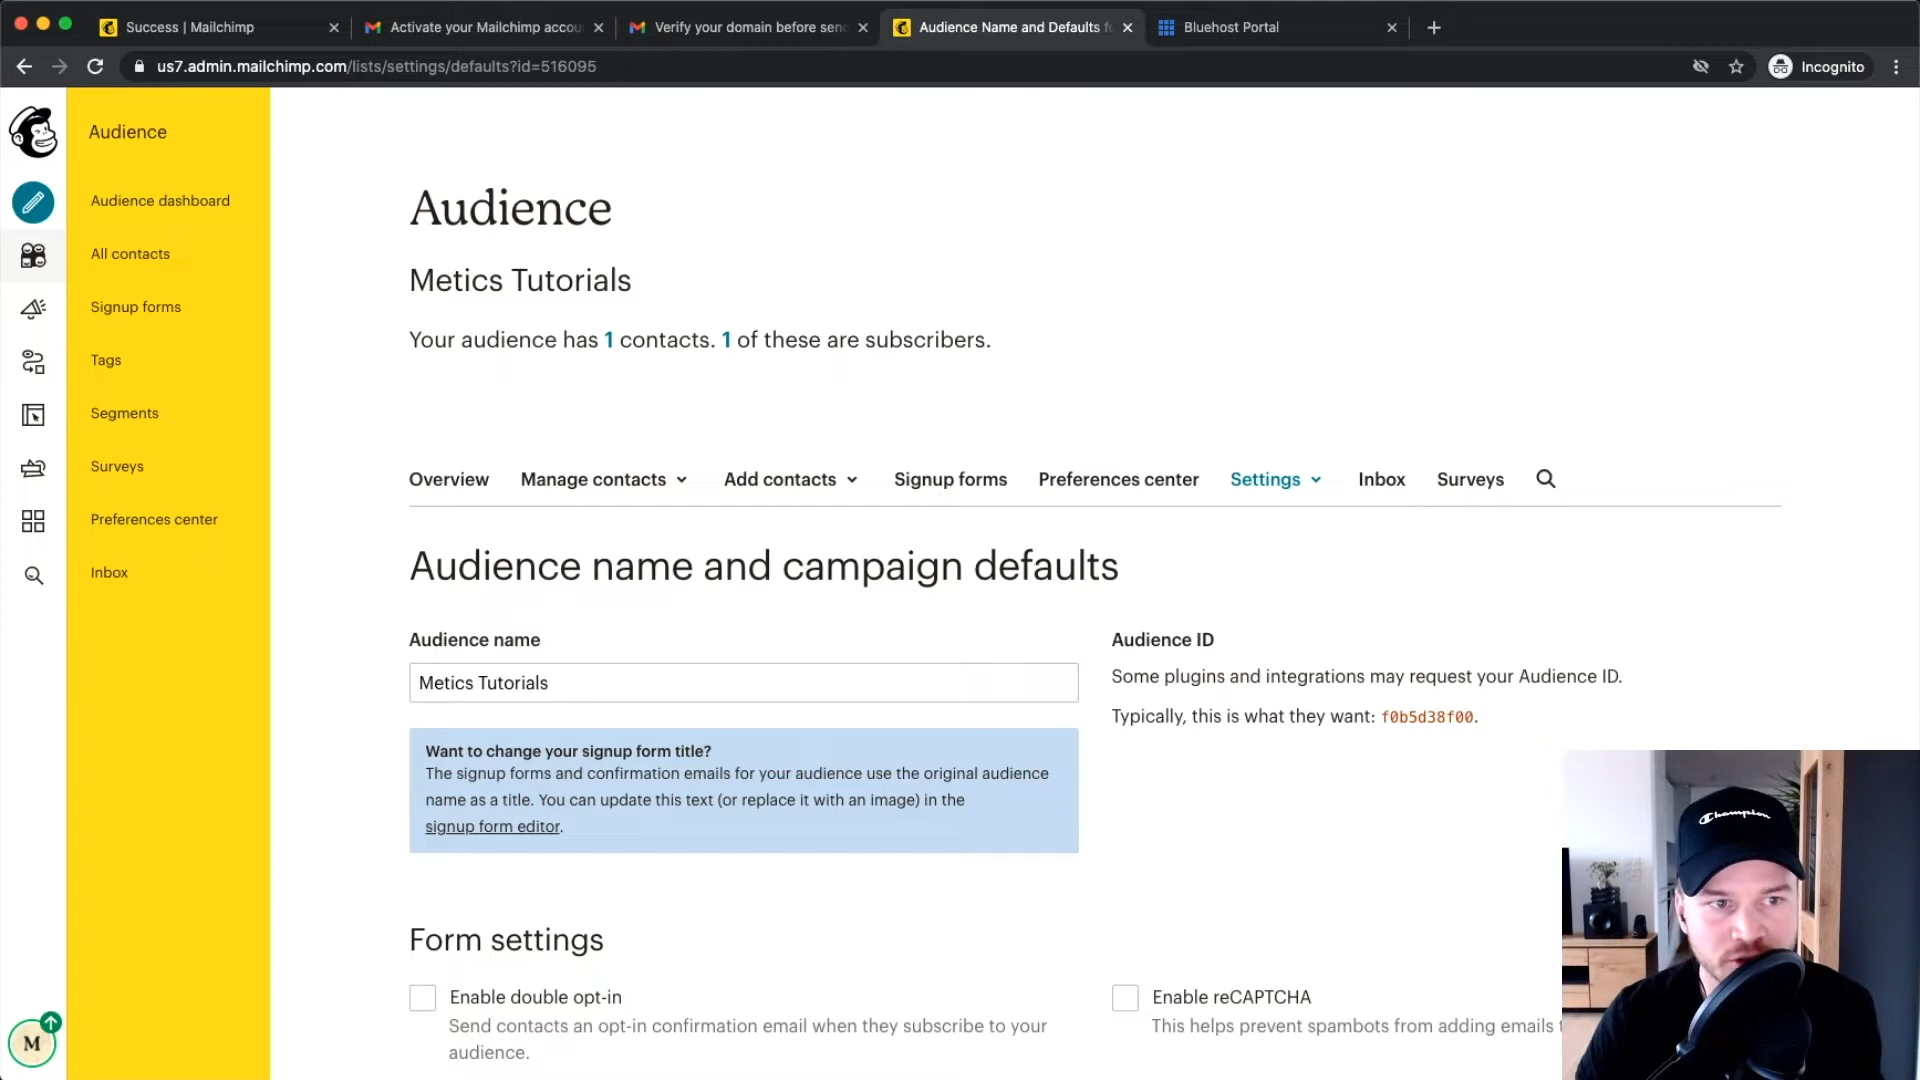 Success | Mailchimp
Activate your Mailchimp accou
Verify your domain before send
Audience Name and Defaults f
Bluehost Portal
us7.admin.mailchimp.com/lists/settings/defaults?id=516095
Incognito
Audience
Audience dashboard
All contacts
Signup forms
Tags
Segments
Surveys
Preferences center
Inbox
M
Audience
Metics Tutorials
Your audience has 1 contacts. 1 of these are subscribers.
Overview Manage contacts Add contacts Signup forms Preferences center Settings Inbox Surveys
Audience name and campaign defaults
Audience name
Metics Tutorials
Want to change your signup form title?
The signup forms and confirmation emails for your audience use the original audience
name as a title. You can update this text (or replace it with an image) in the
signup form editor.
Audience ID
Some plugins and integrations may request your Audience ID.
Typically, this is what they want: f0b5d38f00.
Form settings
Enable double opt-in
Send contacts an opt-in confirmation email when they subscribe to your
audience.
Enable reCAPTCHA
This helps prevent spambots from adding emails
Champion